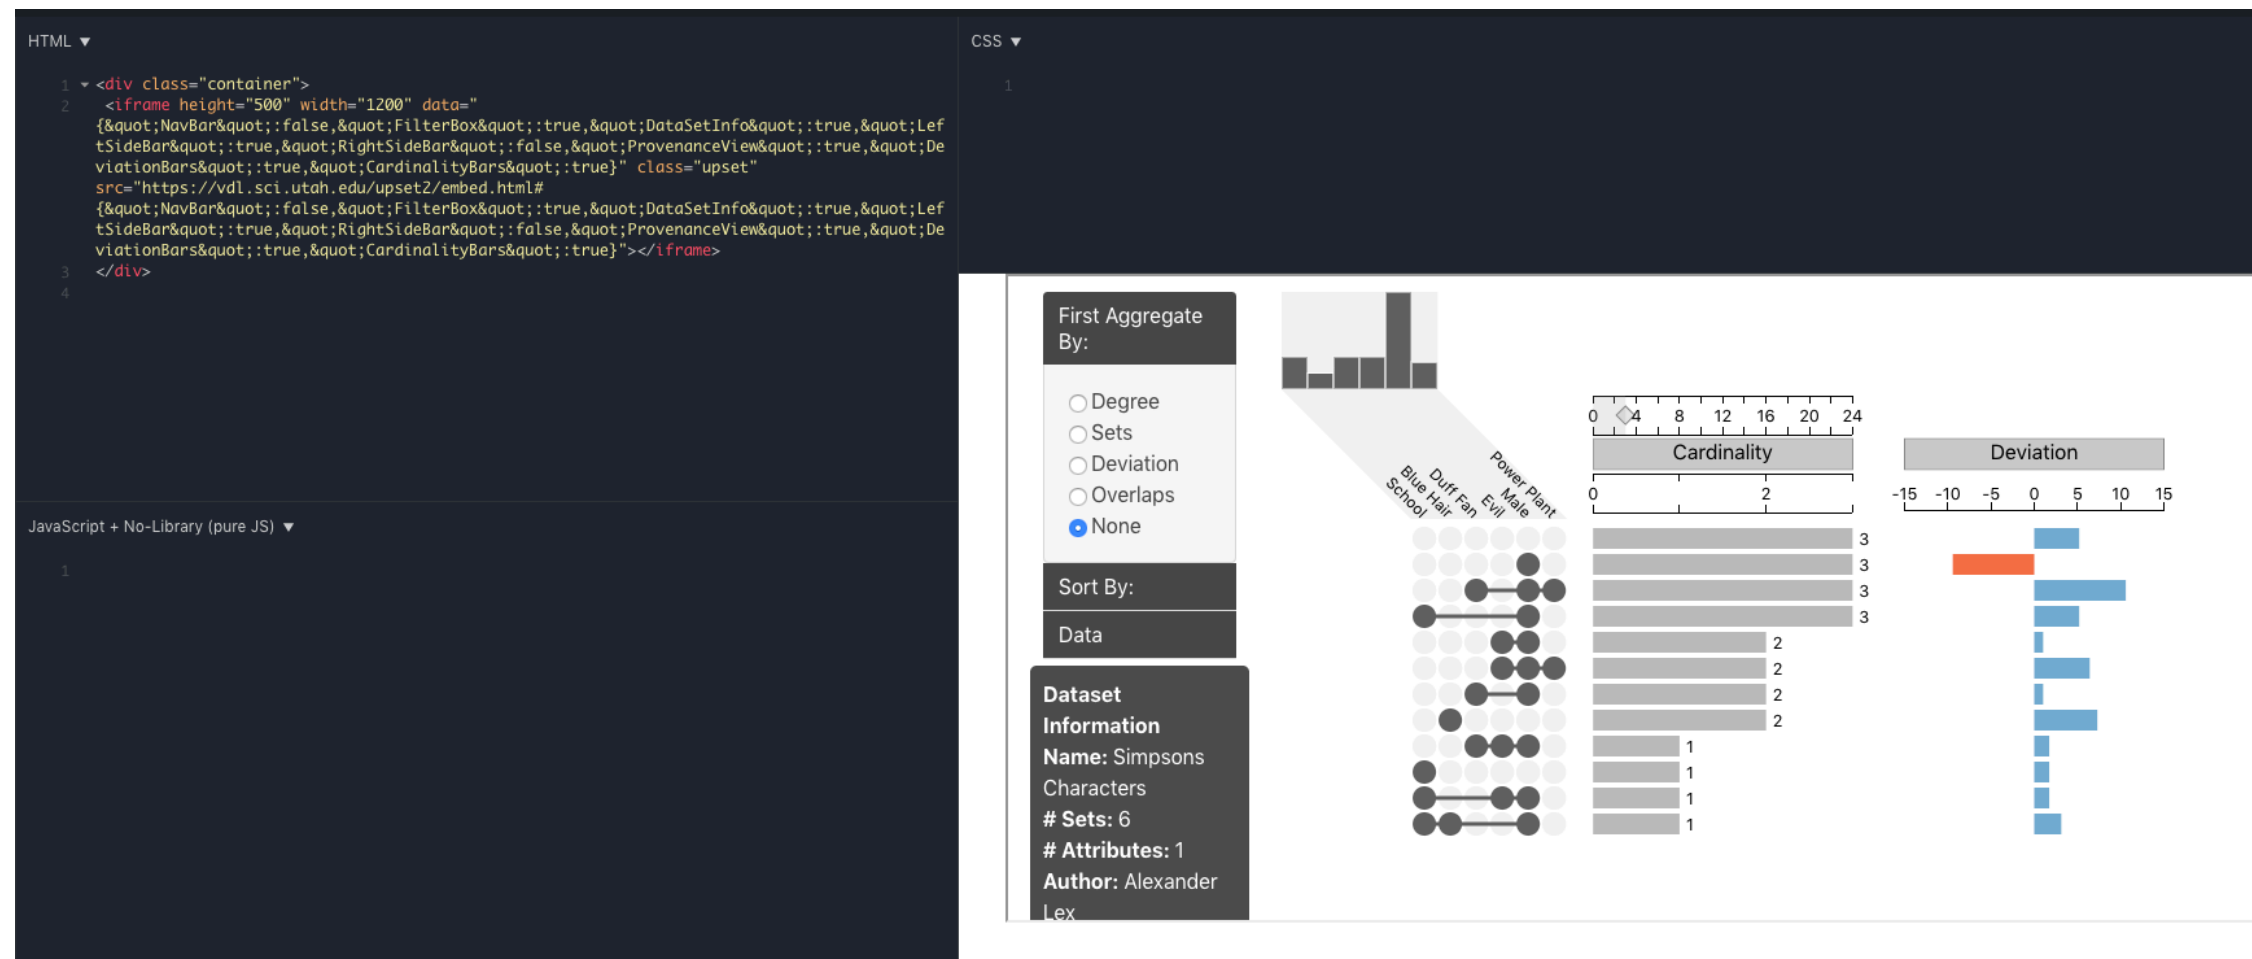 HTML ▼
1 <div class="container">
2 <iframe height="500" width="1200" data="
{&quot;NavBar&quot;:false,&quot;FilterBox&quot;:true,&quot;DataSetInfo&quot;:true,&quot;Lef
tSideBar&quot;:true,&quot;RightSideBar&quot;:false,&quot;ProvenanceView&quot;:true,&quot;De
viationBars&quot;:true,&quot;CardinalityBars&quot;:true}" class="upset"
src="https://vdl.sci.utah.edu/upset2/embed.html#
{&quot;NavBar&quot;:false,&quot;FilterBox&quot;:true,&quot;DataSetInfo&quot;:true,&quot;Lef
tSideBar&quot;:true,&quot;RightSideBar&quot;:false,&quot;ProvenanceView&quot;:true,&quot;De
viationBars&quot;:true,&quot;CardinalityBars&quot;:true}"></iframe>
3 </div>
4
JavaScript + No-Library (pure JS) ▼
1
CSS ▼
1
First Aggregate
By:
Degree
Sets
Deviation
Overlaps
None
Sort By:
Data
Dataset
Information
Name: Simpsons
Characters
# Sets: 6
# Attributes: 1
Author: Alexander
Lex
School
Blue Hair
Duff Fan
Evil
Male
Power Plant
0 4 8 12 16 20 24
Cardinality
0 2
3
3
3
3
2
2
2
2
1
1
1
1
Deviation
-15 -10 -5 0 5 10 15